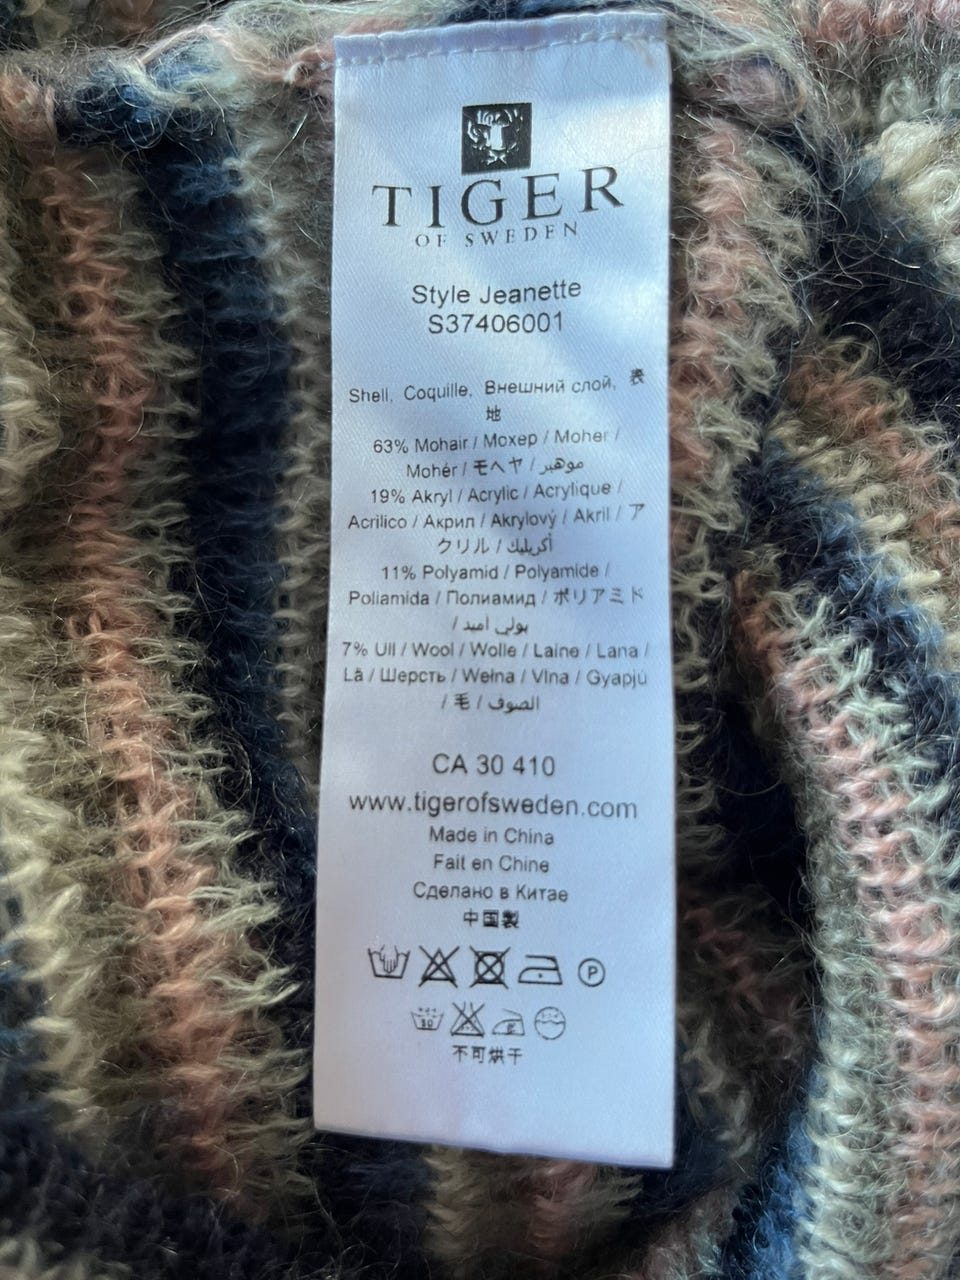 TIGER
OF SWEDEN
Style Jeanette
S37406001
Shell, Coquille, Внешний слой, 表
地
63% Mohair / Мохер / Moher /
Mohér / モヘヤ / موهير
19% Akryl / Acrylic / Acrylique /
Acrilico / Акрил / Akrylový / Akril / ア
クリル / أكريليك
11% Polyamid / Polyamide /
Poliamida / Полиамид / ポリアミド
/ بولي اميد
7% Ull / Wool / Wolle / Laine / Lana /
Lã / Шерсть / Wełna / Vlna / Gyapjú
/ 毛 / الصوف
CA 30 410
www.tigerofsweden.com
Made in China
Fait en Chine
Сделано в Китае
中国製
P
30
不可烘干